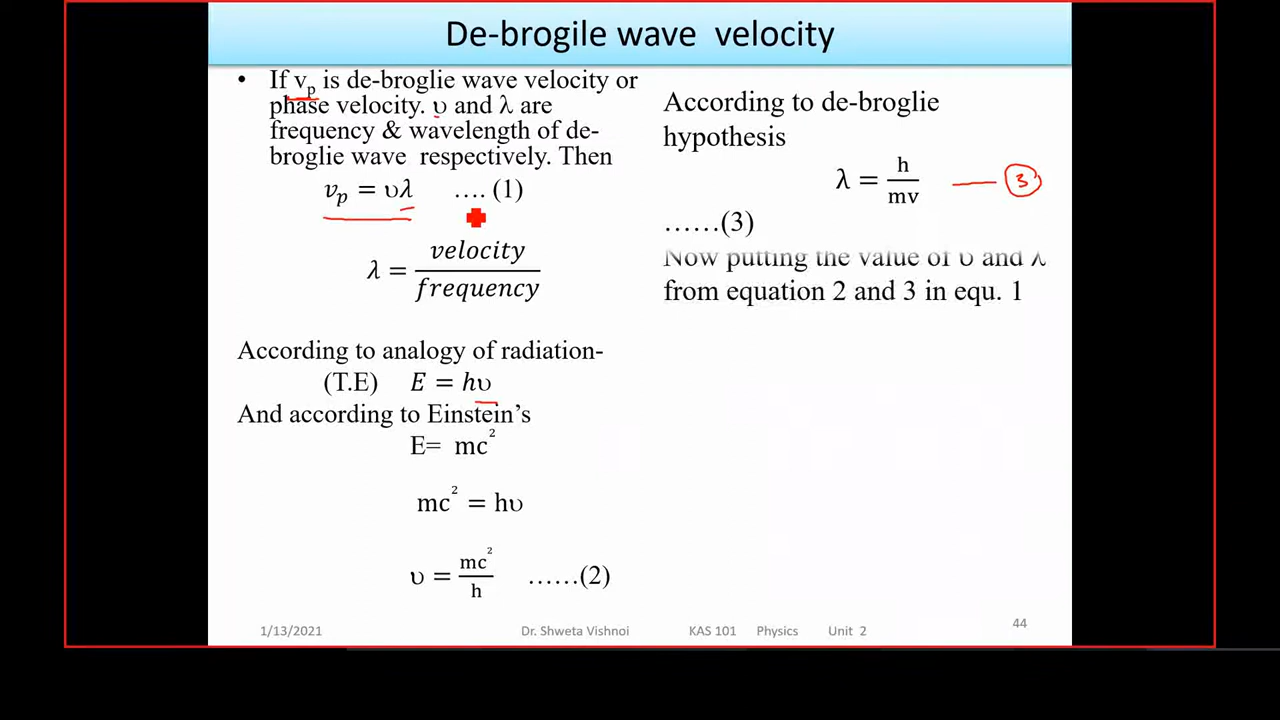 De-brogile wave velocity
• If vₚ is de-broglie wave velocity or
phase velocity. υ and λ are
frequency & wavelength of de-
broglie wave respectively. Then
vₚ = υλ …. (1)
λ = velocity / frequency
According to analogy of radiation-
(T.E) E = hυ
And according to Einstein’s
E= mc²
mc² = hυ
υ = mc² / h ……(2)
According to de-broglie
hypothesis
λ = h / mv — 3
……(3)
Now putting the value of υ and λ
from equation 2 and 3 in equ. 1
1/13/2021 Dr. Shweta Vishnoi KAS 101 Physics Unit 2 44